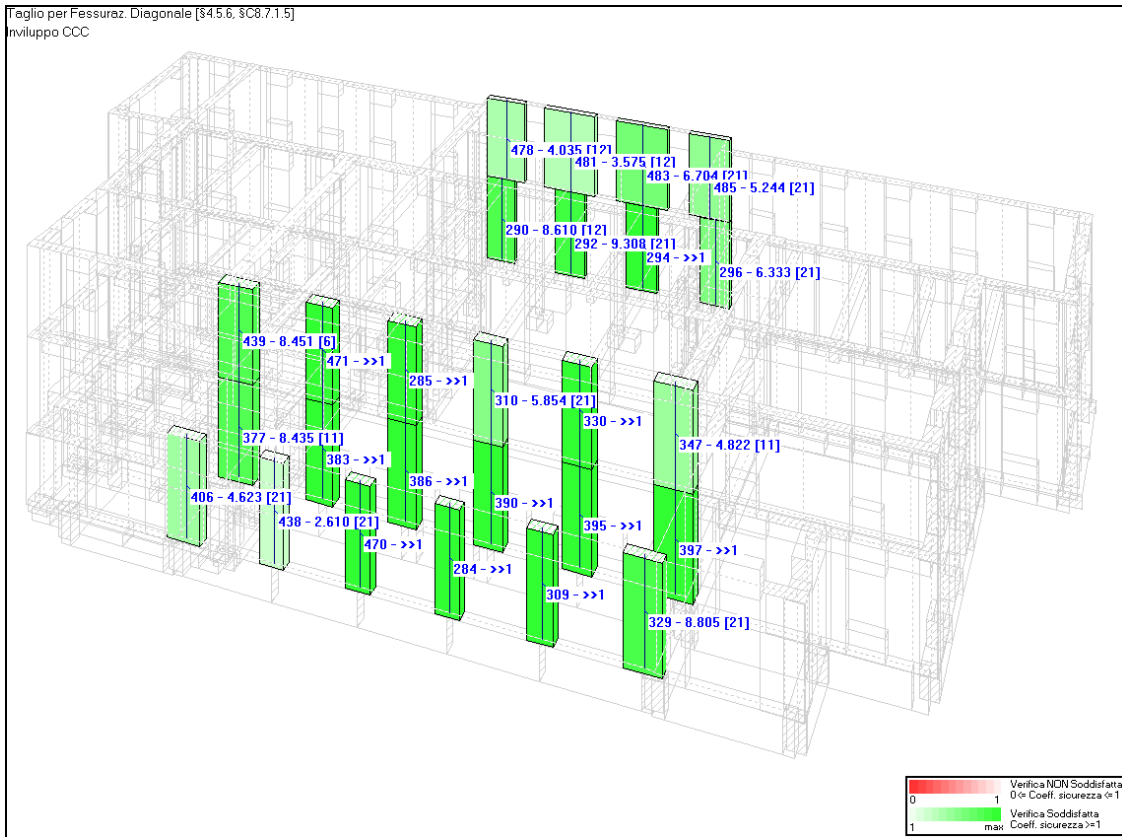 Taglio per Fessuraz. Diagonale [§4.5.6, §C8.7.1.5]
Inviluppo CCC
478 - 4.035 [12]
481 - 3.575 [12]
483 - 6.704 [21]
485 - 5.244 [21]
290 - 8.610 [12]
292 - 9.308 [21]
294 - >>1
296 - 6.333 [21]
439 - 8.451 [6]
471 - >>1
285 - >>1
310 - 5.854 [21]
330 - >>1
347 - 4.822 [11]
377 - 8.435 [11]
383 - >>1
386 - >>1
390 - >>1
395 - >>1
397 - >>1
406 - 4.623 [21]
438 - 2.610 [21]
470 - >>1
284 - >>1
309 - >>1
329 - 8.805 [21]
Verifica NON Soddisfatta
0<= Coeff. sicurezza <=1
0 1
Verifica Soddisfatta
Coeff. sicurezza >=1
1 max